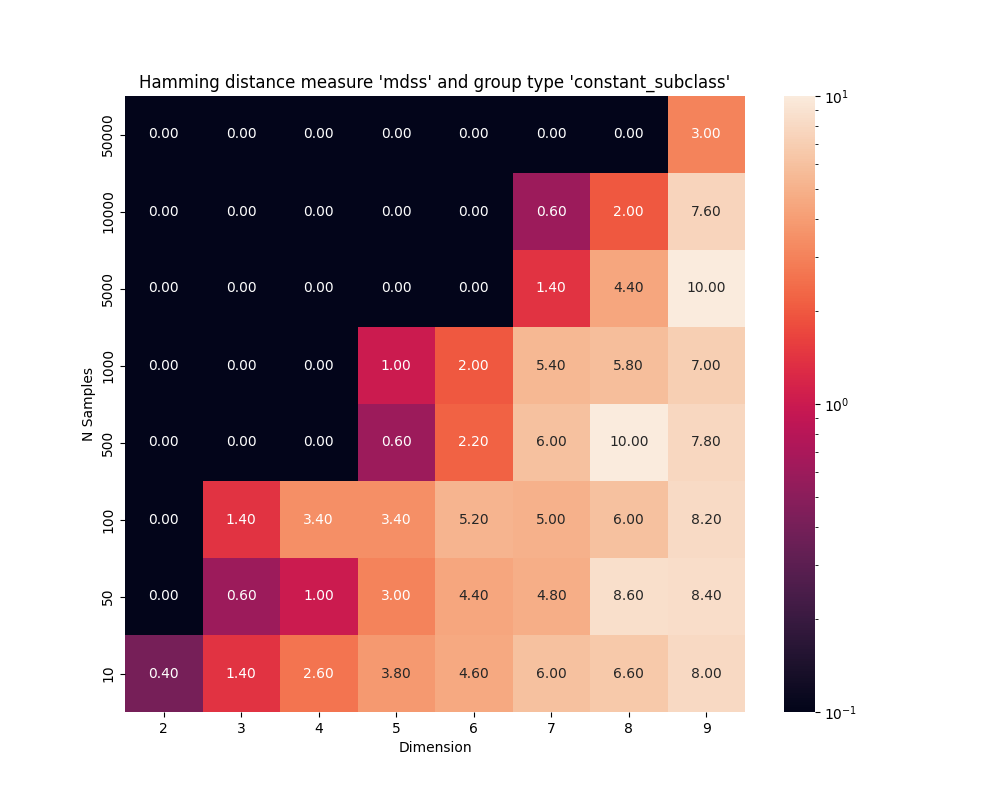 Hamming distance measure 'mdss' and group type 'constant_subclass'
50000 0.00 0.00 0.00 0.00 0.00 0.00 0.00 3.00
10000 0.00 0.00 0.00 0.00 0.00 0.60 2.00 7.60
5000 0.00 0.00 0.00 0.00 0.00 1.40 4.40 10.00
1000 0.00 0.00 0.00 1.00 2.00 5.40 5.80 7.00
500 0.00 0.00 0.00 0.60 2.20 6.00 10.00 7.80
100 0.00 1.40 3.40 3.40 5.20 5.00 6.00 8.20
50 0.00 0.60 1.00 3.00 4.40 4.80 8.60 8.40
10 0.40 1.40 2.60 3.80 4.60 6.00 6.60 8.00
2 3 4 5 6 7 8 9
Dimension
N Samples
10¹
10⁰
10⁻¹